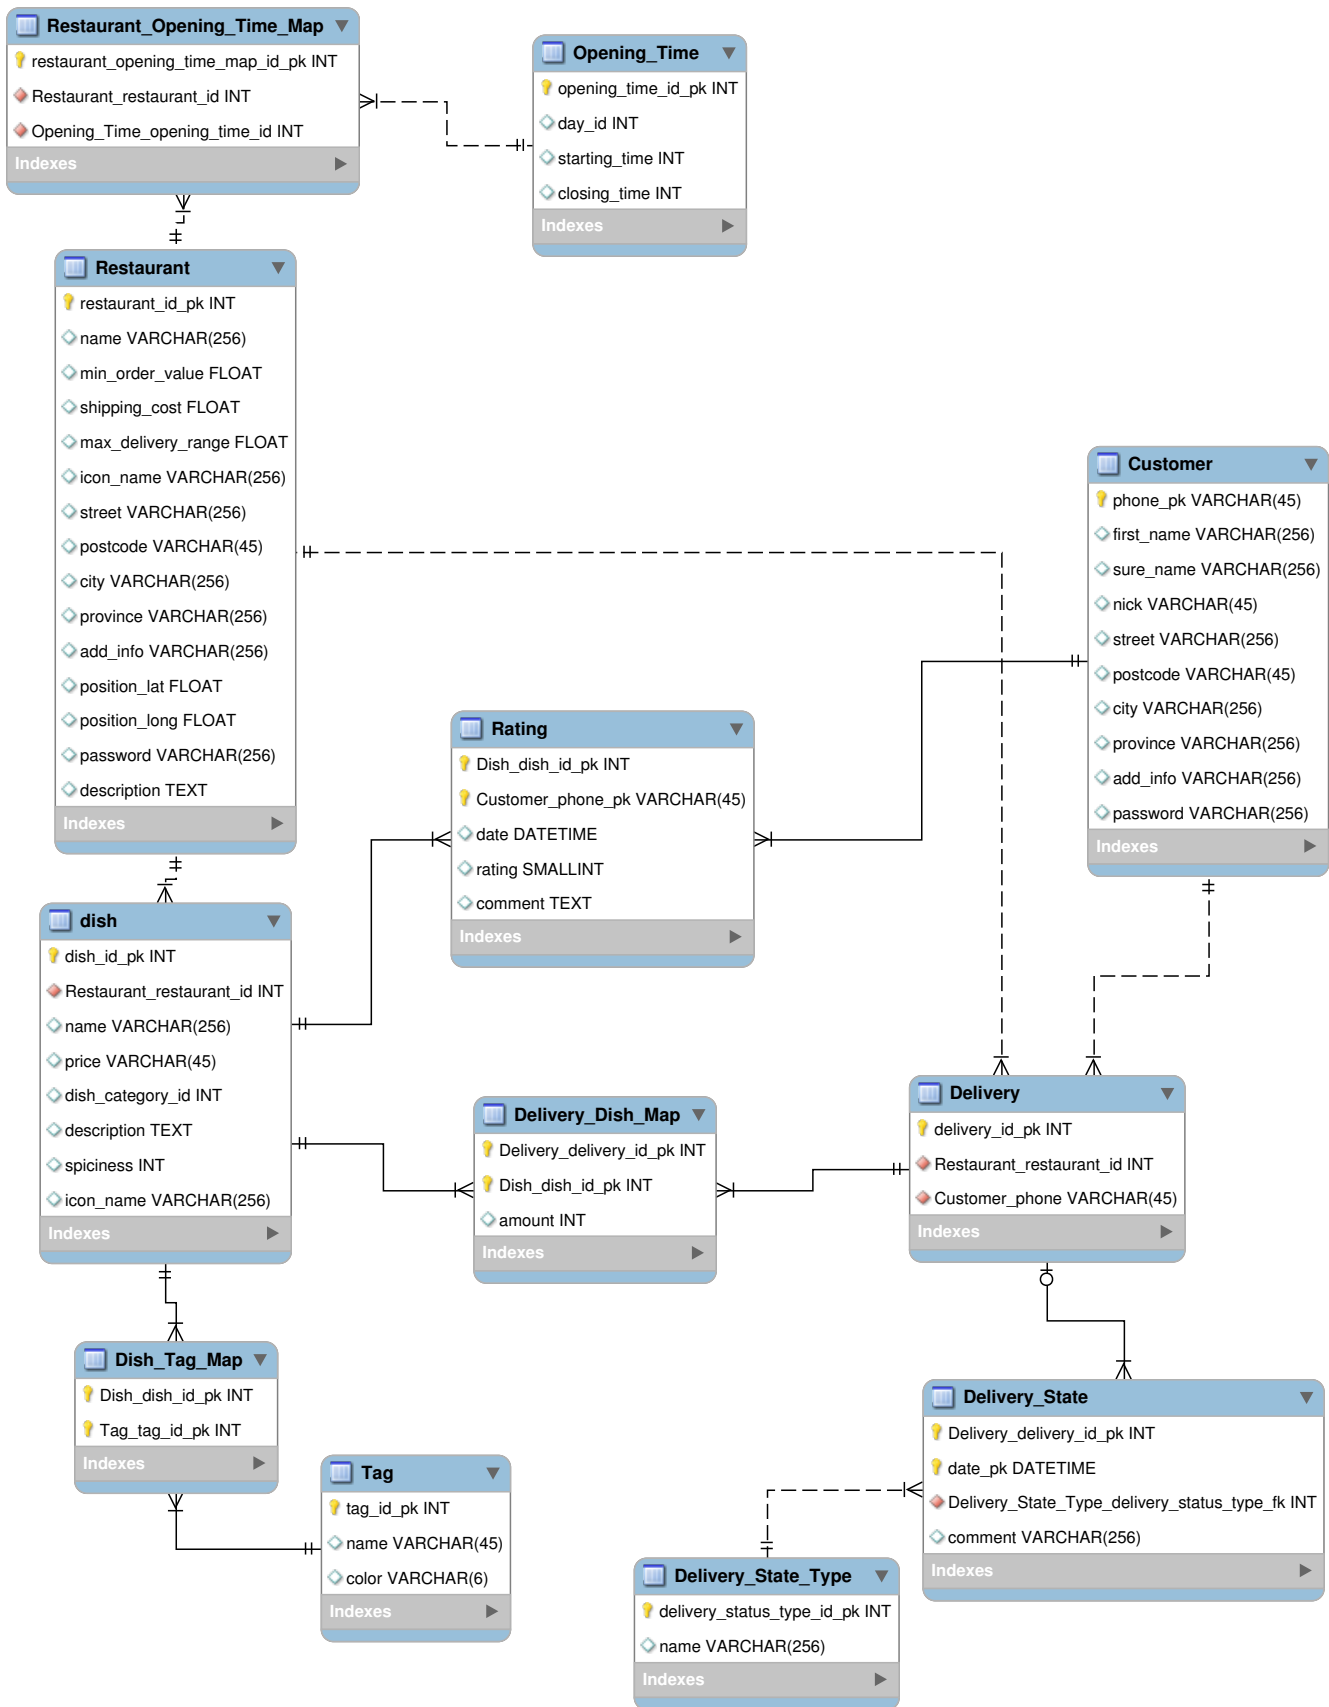 Restaurant_Opening_Time_Map
restaurant_opening_time_map_id_pk INT
Restaurant_restaurant_id INT
Opening_Time_opening_time_id INT
Indexes
Opening_Time
opening_time_id_pk INT
day_id INT
starting_time INT
closing_time INT
Indexes
Restaurant
restaurant_id_pk INT
name VARCHAR(256)
min_order_value FLOAT
shipping_cost FLOAT
max_delivery_range FLOAT
icon_name VARCHAR(256)
street VARCHAR(256)
postcode VARCHAR(45)
city VARCHAR(256)
province VARCHAR(256)
add_info VARCHAR(256)
position_lat FLOAT
position_long FLOAT
password VARCHAR(256)
description TEXT
Indexes
Customer
phone_pk VARCHAR(45)
first_name VARCHAR(256)
sure_name VARCHAR(256)
nick VARCHAR(45)
street VARCHAR(256)
postcode VARCHAR(45)
city VARCHAR(256)
province VARCHAR(256)
add_info VARCHAR(256)
password VARCHAR(256)
Indexes
Rating
Dish_dish_id_pk INT
Customer_phone_pk VARCHAR(45)
date DATETIME
rating SMALLINT
comment TEXT
Indexes
dish
dish_id_pk INT
Restaurant_restaurant_id INT
name VARCHAR(256)
price VARCHAR(45)
dish_category_id INT
description TEXT
spiciness INT
icon_name VARCHAR(256)
Indexes
Delivery_Dish_Map
Delivery_delivery_id_pk INT
Dish_dish_id_pk INT
amount INT
Indexes
Delivery
delivery_id_pk INT
Restaurant_restaurant_id INT
Customer_phone VARCHAR(45)
Indexes
Dish_Tag_Map
Dish_dish_id_pk INT
Tag_tag_id_pk INT
Indexes
Tag
tag_id_pk INT
name VARCHAR(45)
color VARCHAR(6)
Indexes
Delivery_State
Delivery_delivery_id_pk INT
date_pk DATETIME
Delivery_State_Type_delivery_status_type_fk INT
comment VARCHAR(256)
Indexes
Delivery_State_Type
delivery_status_type_id_pk INT
name VARCHAR(256)
Indexes